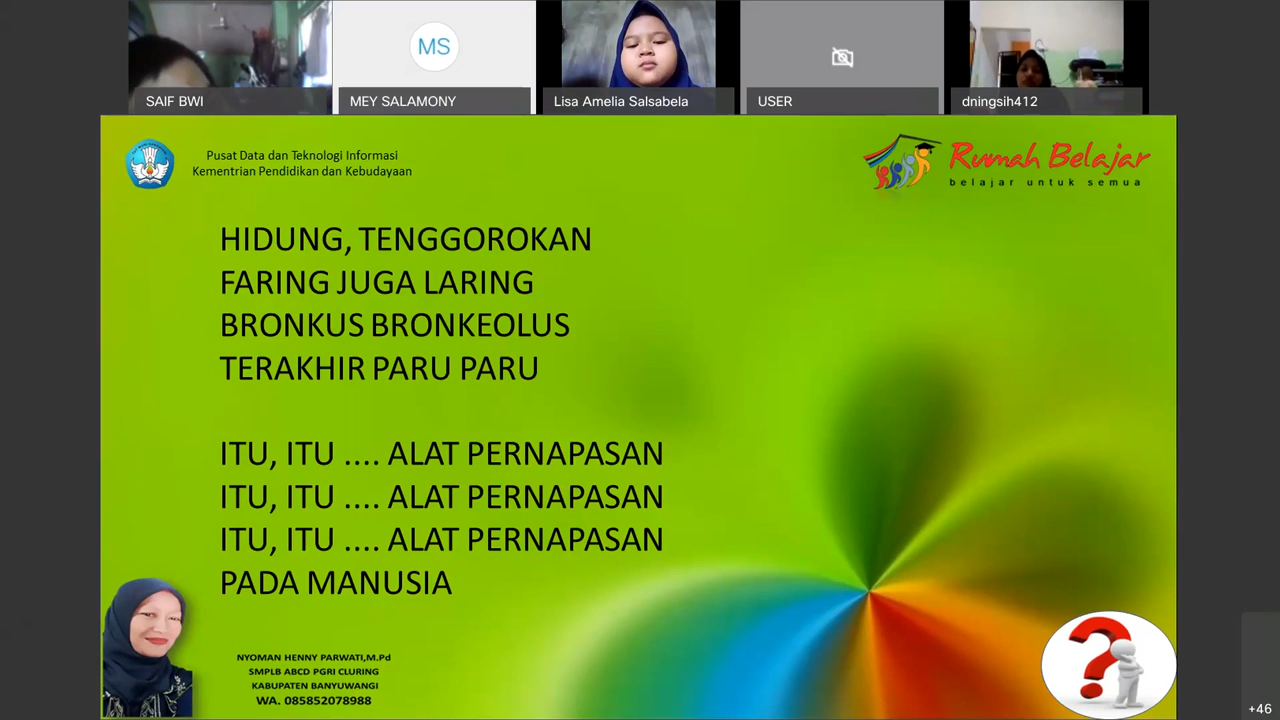 MS
SAIF BWI
MEY SALAMONY
Lisa Amelia Salsabela
USER
dningsih412
Pusat Data dan Teknologi Informasi
Kementrian Pendidikan dan Kebudayaan
Rumah Belajar
belajar untuk semua
HIDUNG, TENGGOROKAN
FARING JUGA LARING
BRONKUS BRONKEOLUS
TERAKHIR PARU PARU
ITU, ITU .... ALAT PERNAPASAN
ITU, ITU .... ALAT PERNAPASAN
ITU, ITU .... ALAT PERNAPASAN
PADA MANUSIA
NYOMAN HENNY PARWATI,M.Pd
SMPLB ABCD PGRI CLURING
KABUPATEN BANYUWANGI
WA. 085852078988
?
+46